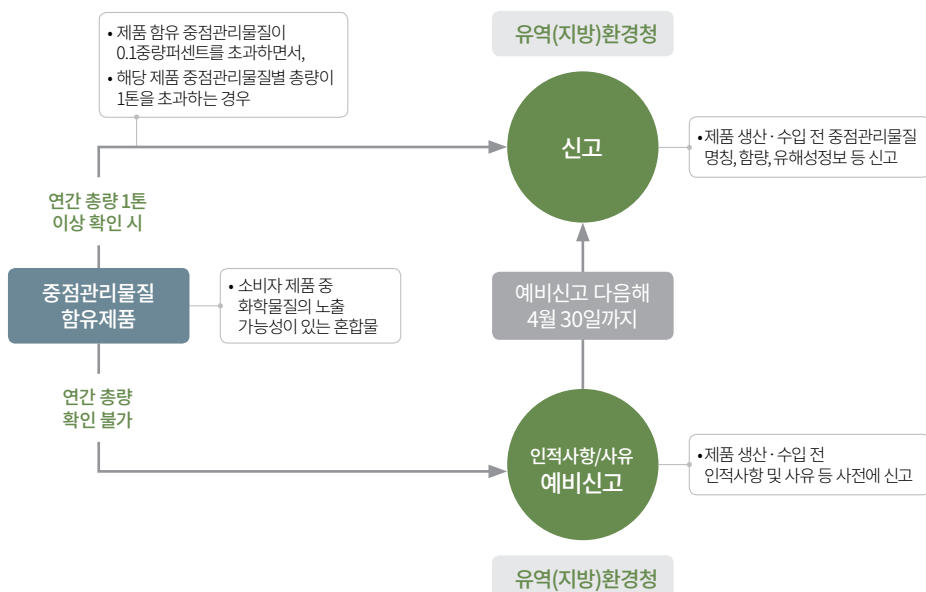 • 제품 함유 중점관리물질이
0.1중량퍼센트를 초과하면서,
• 해당 제품 중점관리물질별 총량이
1톤을 초과하는 경우
유역(지방)환경청
신고
• 제품 생산·수입 전 중점관리물질
명칭, 함량, 유해성정보 등 신고
연간 총량 1톤
이상 확인 시
중점관리물질
함유제품
• 소비자 제품 중
화학물질의 노출
가능성이 있는 혼합물
예비신고 다음해
4월 30일까지
연간 총량
확인 불가
인적사항/사유
예비신고
• 제품 생산·수입 전
인적사항 및 사유 등 사전에 신고
유역(지방)환경청